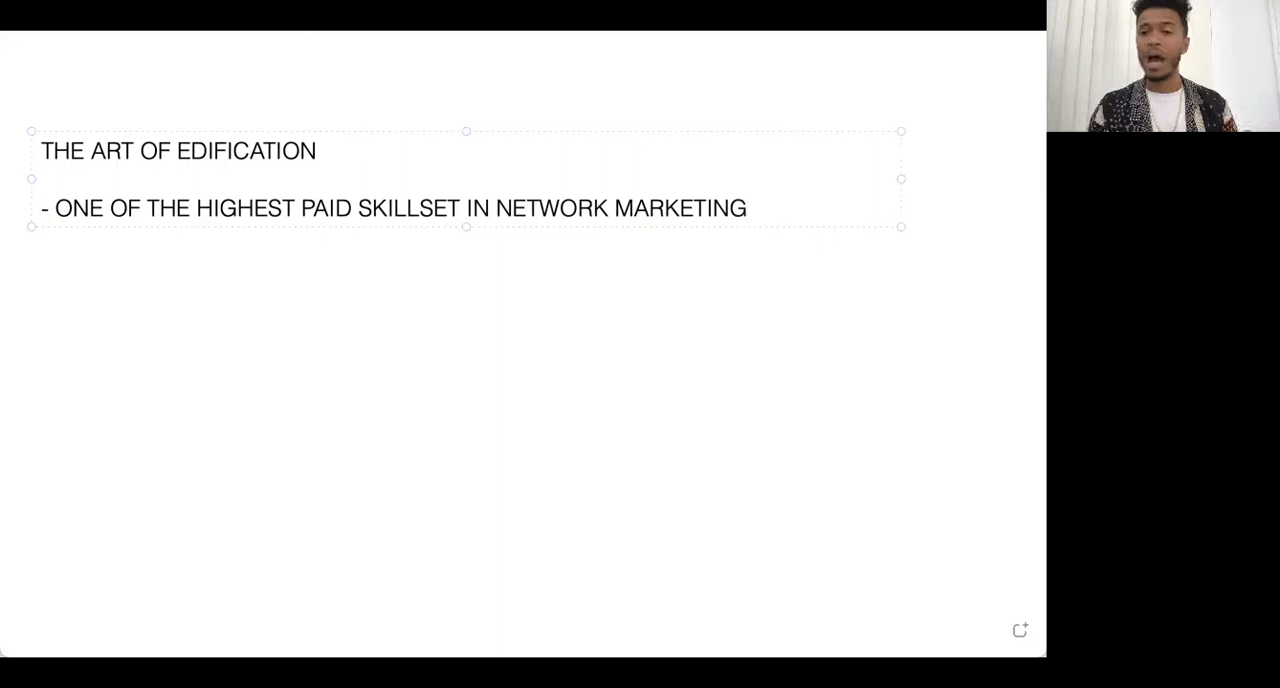 THE ART OF EDIFICATION
- ONE OF THE HIGHEST PAID SKILLSET IN NETWORK MARKETING